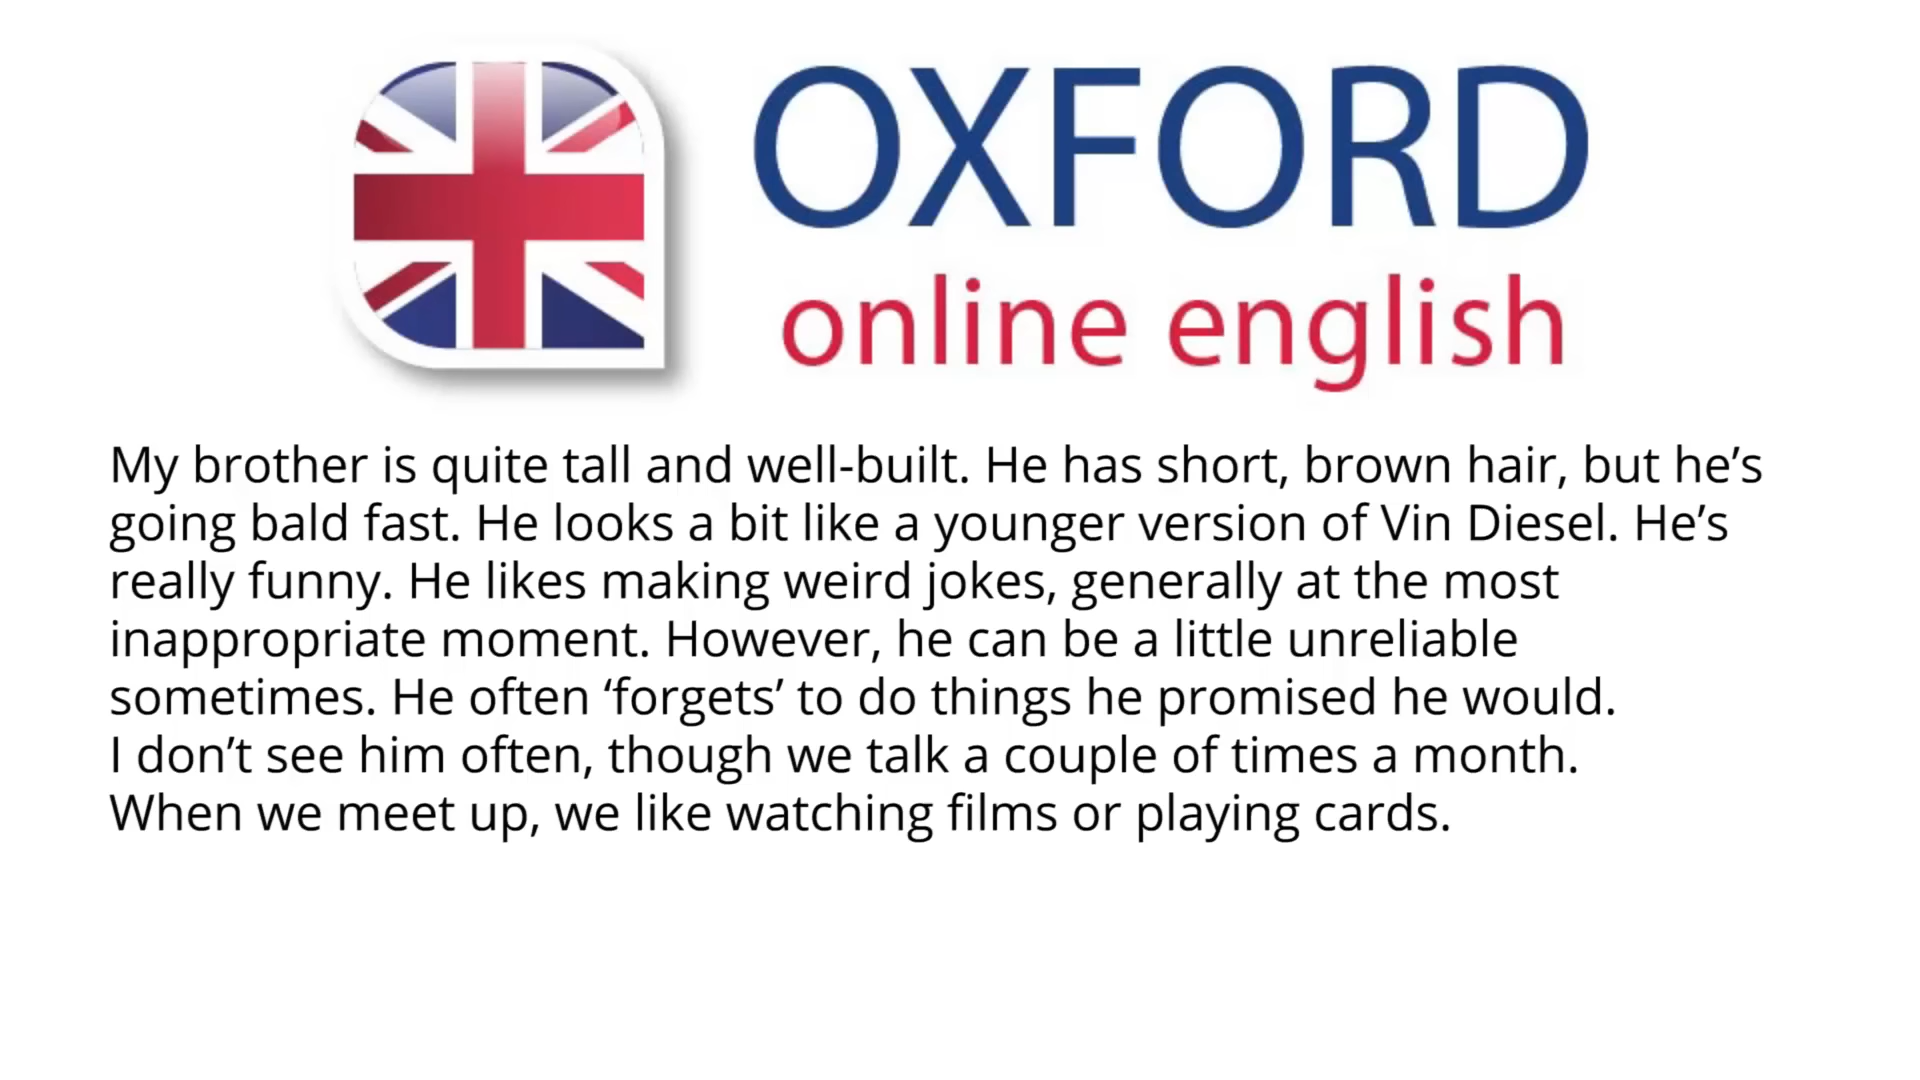 OXFORD
online english
My brother is quite tall and well-built. He has short, brown hair, but he’s
going bald fast. He looks a bit like a younger version of Vin Diesel. He’s
really funny. He likes making weird jokes, generally at the most
inappropriate moment. However, he can be a little unreliable
sometimes. He often ‘forgets’ to do things he promised he would.
I don’t see him often, though we talk a couple of times a month.
When we meet up, we like watching films or playing cards.